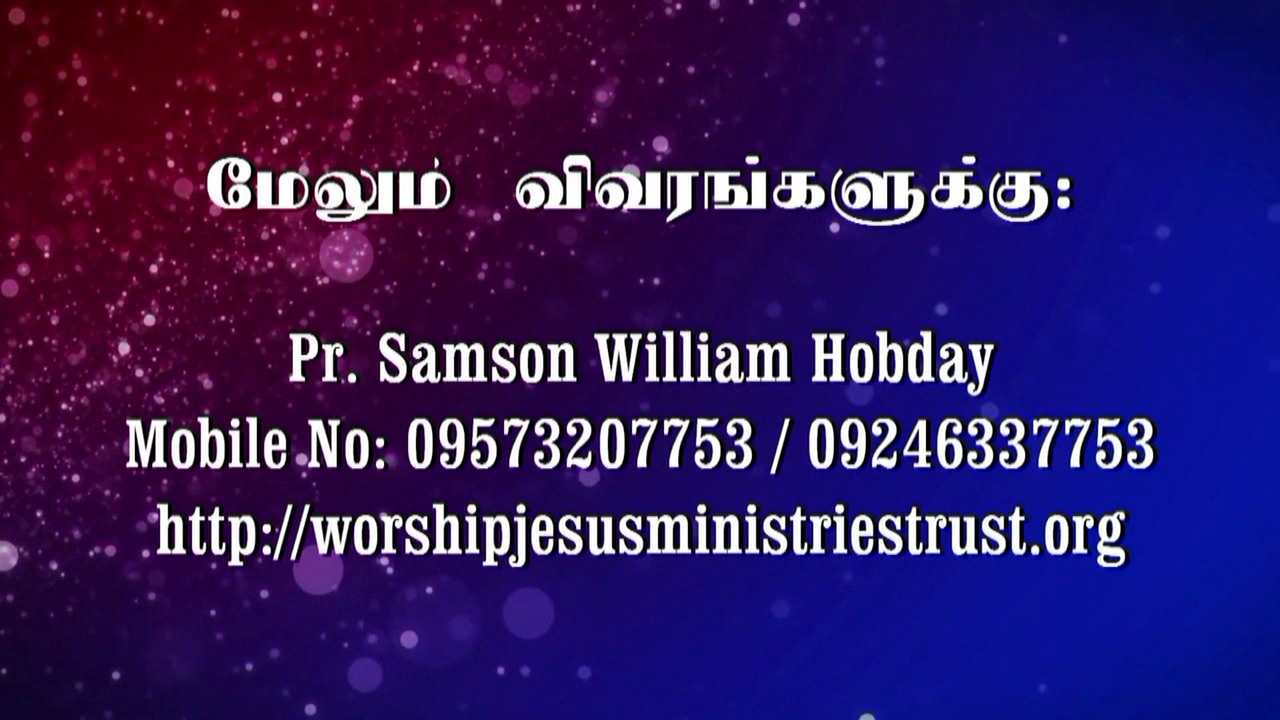 மேலும் விவரங்களுக்கு:
Pr. Samson William Hobday
Mobile No: 09573207753 / 09246337753
http://worshipjesusministriestrust.org